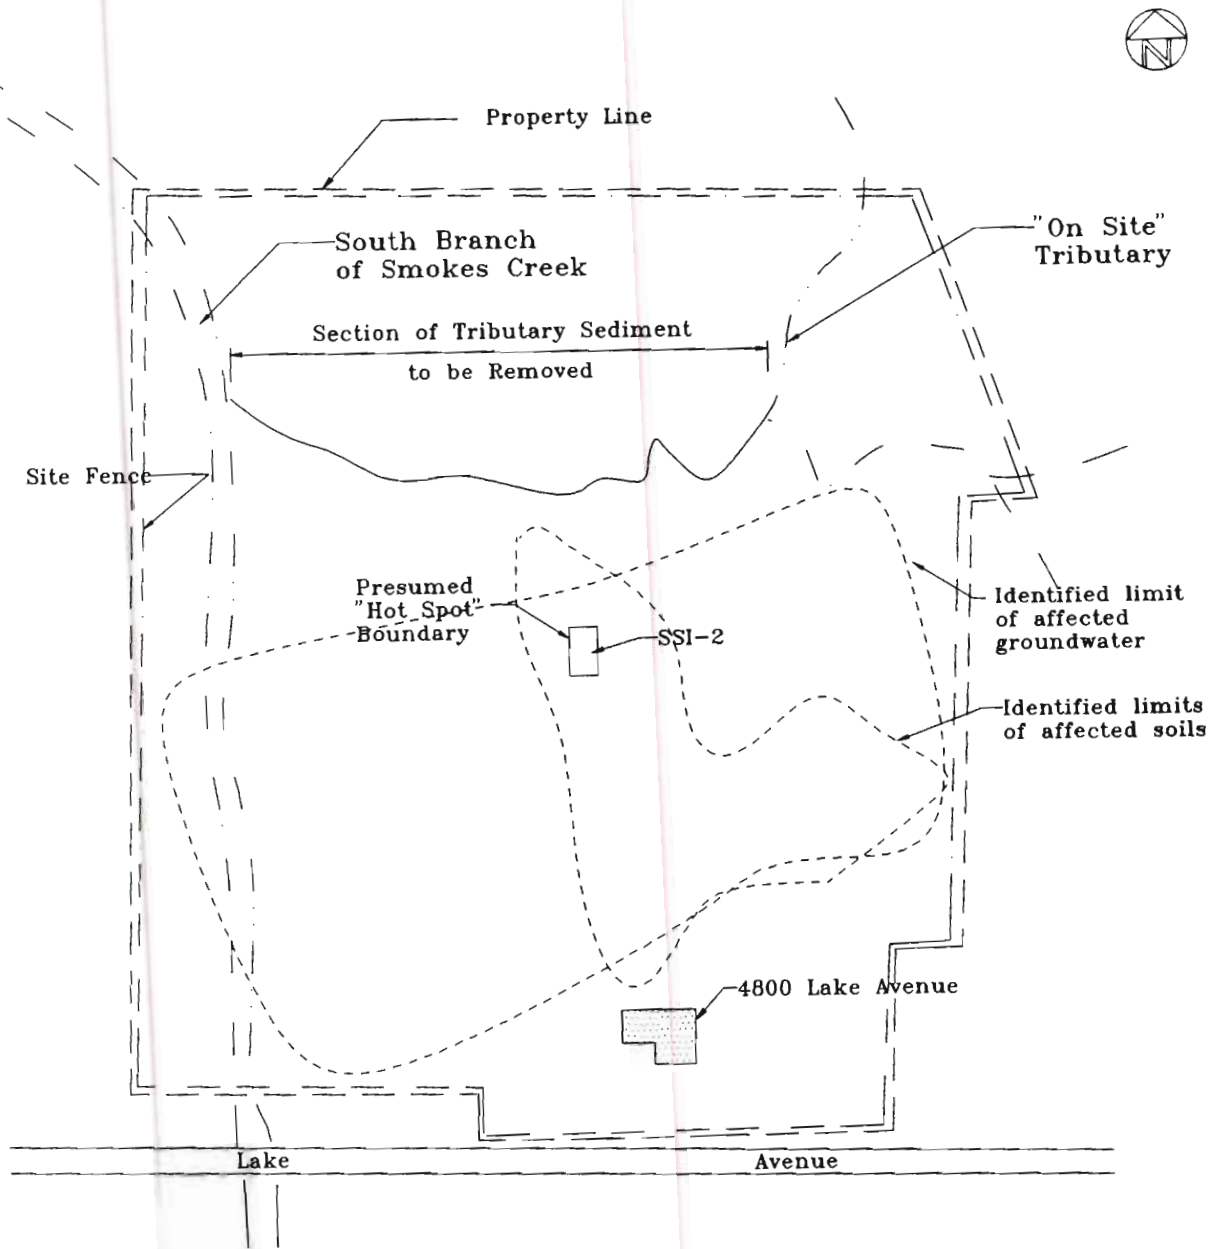 N
Property Line
"On Site"
Tributary
South Branch
of Smokes Creek
Section of Tributary Sediment
to be Removed
Site Fence
Presumed
"Hot Spot"
Boundary
SSI-2
Identified limit
of affected
groundwater
Identified limits
of affected soils
4800 Lake Avenue
Lake Avenue